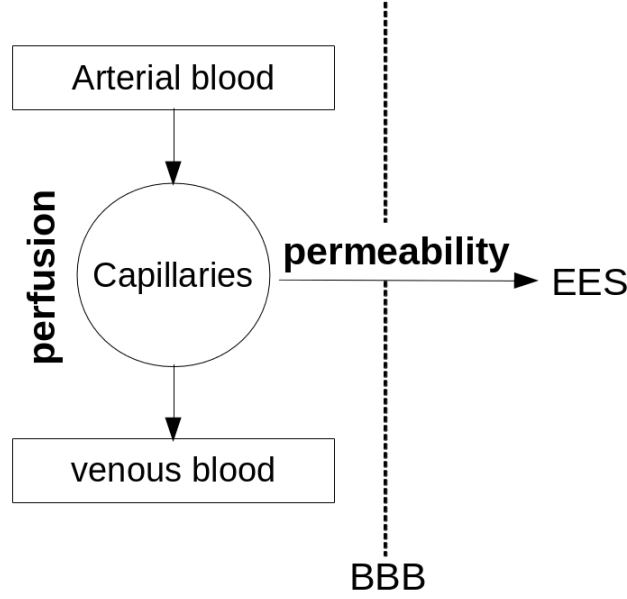 Arterial blood
perfusion
Capillaries
permeability
EES
venous blood
BBB